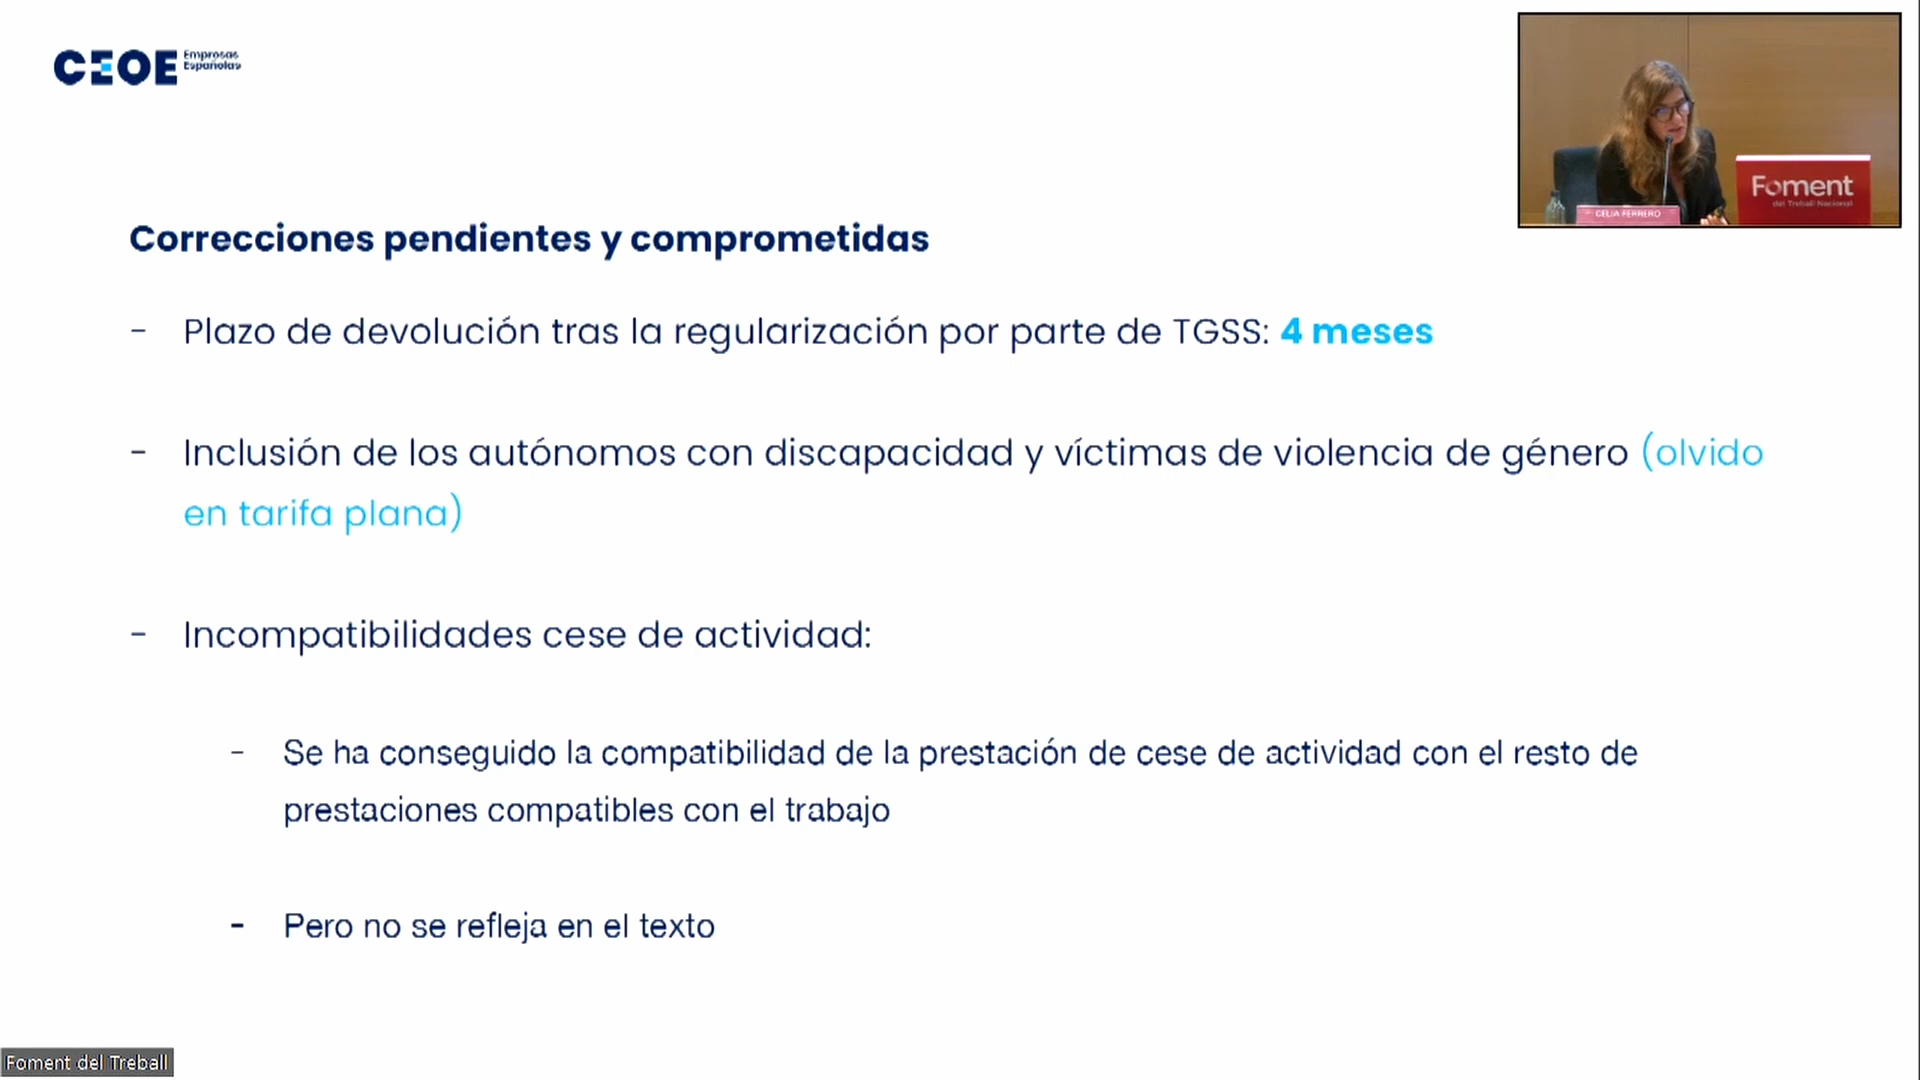 CEOE Empresas
Españolas
CELIA FERRERO
Foment
del Treball Nacional
Correcciones pendientes y comprometidas
- Plazo de devolución tras la regularización por parte de TGSS: 4 meses
- Inclusión de los autónomos con discapacidad y víctimas de violencia de género (olvido
en tarifa plana)
- Incompatibilidades cese de actividad:
- Se ha conseguido la compatibilidad de la prestación de cese de actividad con el resto de
prestaciones compatibles con el trabajo
- Pero no se refleja en el texto
Foment del Treball